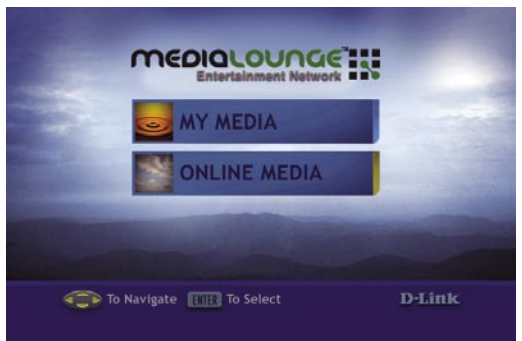 MEDIALOUNGE™
Entertainment Network
MY MEDIA
ONLINE MEDIA
To Navigate ENTER To Select
D-Link